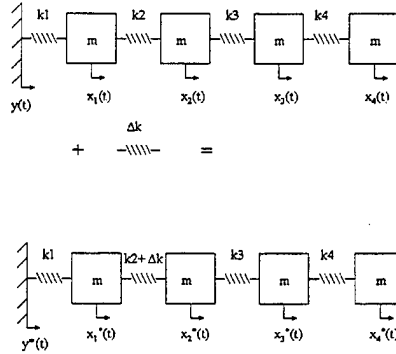 k1 k2 k3 k4
m m m m
y(t) x₁(t) x₂(t) x₃(t) x₄(t)
+ Δk =
k1 k2+Δk k3 k4
m m m m
y*(t) x₁*(t) x₂*(t) x₃*(t) x₄*(t)